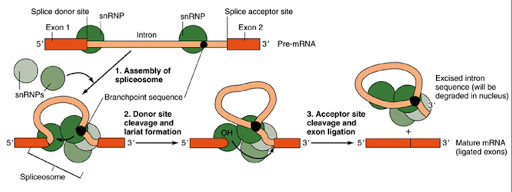 Splice donor site
snRNP
snRNP
Splice acceptor site
Exon 1
Intron
Exon 2
5'
3'
Pre-mRNA
1. Assembly of
spliceosome
snRNPs
Branchpoint sequence
Excised intron
sequence (will be
degraded in nucleus)
2. Donor site
cleavage and
lariat formation
3. Acceptor site
cleavage and
exon ligation
OH
3'
+
5'
3'
5'
3'
5'
3'
Mature mRNA
(ligated exons)
Spliceosome